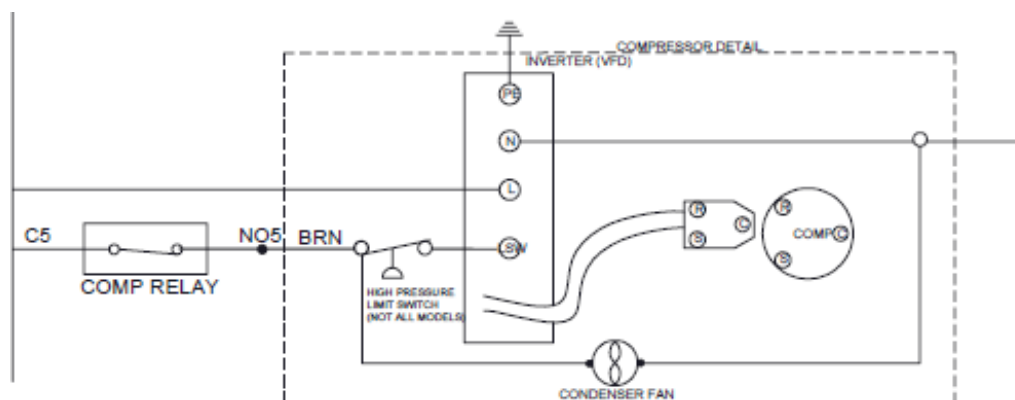 COMPRESSOR DETAIL
INVERTER (VFD)
PE
N
L
C5
NO5
BRN
LSW
COMP RELAY
HIGH PRESSURE
LIMIT SWITCH
(NOT ALL MODELS)
R
C
S
R
COMP
C
S
CONDENSER FAN